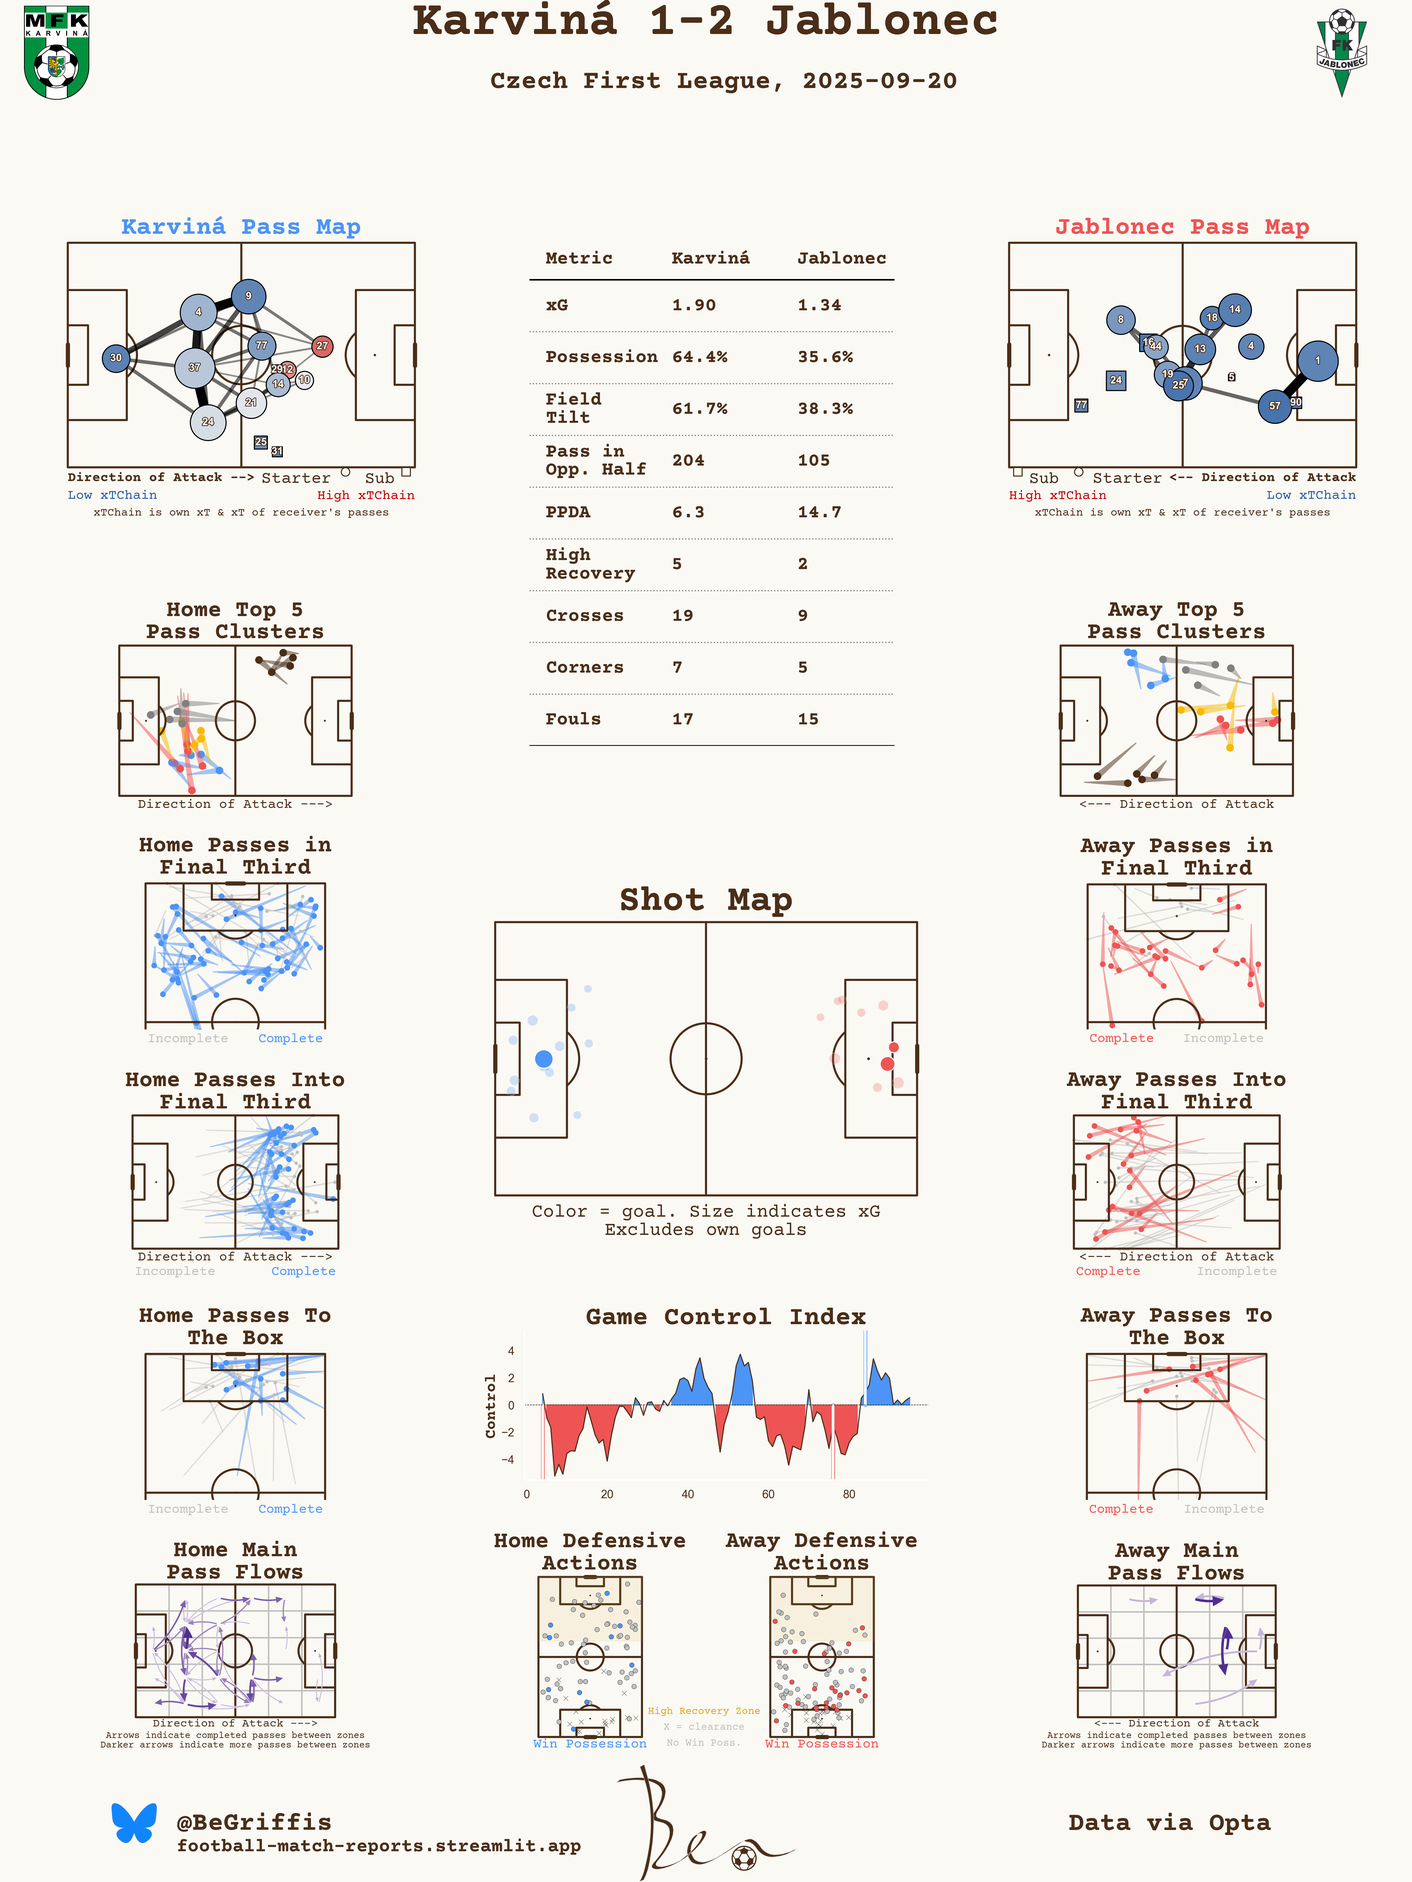 MFK
KARVINÁ
Karviná 1-2 Jablonec
FK
JABLONEC
Czech First League, 2025-09-20
Karviná Pass Map
4
9
30
37
77
27
29
12
14
10
21
24
25
31
Direction of Attack --> Starter Sub
Low xTChain High xTChain
xTChain is own xT & xT of receiver's passes
Metric Karviná Jablonec
xG 1.90 1.34
Possession 64.4% 35.6%
Field
Tilt 61.7% 38.3%
Pass in
Opp. Half 204 105
PPDA 6.3 14.7
High
Recovery 5 2
Crosses 19 9
Corners 7 5
Fouls 17 15
Jablonec Pass Map
8
18
14
16
44
13
4
1
24
19
25
7
77
57
90
Sub Starter <-- Direction of Attack
High xTChain Low xTChain
xTChain is own xT & xT of receiver's passes
Home Top 5
Pass Clusters
Direction of Attack --->
Away Top 5
Pass Clusters
<--- Direction of Attack
Home Passes in
Final Third
Incomplete Complete
Away Passes in
Final Third
Complete Incomplete
Shot Map
Color = goal. Size indicates xG
Excludes own goals
Home Passes Into
Final Third
Direction of Attack --->
Incomplete Complete
Away Passes Into
Final Third
<--- Direction of Attack
Complete Incomplete
Home Passes To
The Box
Incomplete Complete
Game Control Index
Control
4
2
0
−2
−4
0 20 40 60 80
Away Passes To
The Box
Complete Incomplete
Home Main
Pass Flows
Direction of Attack --->
Arrows indicate completed passes between zones
Darker arrows indicate more passes between zones
Home Defensive
Actions
Win Possession
High Recovery Zone
X = clearance
No Win Poss.
Away Defensive
Actions
Win Possession
Away Main
Pass Flows
<--- Direction of Attack
Arrows indicate completed passes between zones
Darker arrows indicate more passes between zones
@BeGriffis
football-match-reports.streamlit.app
Ben
Data via Opta